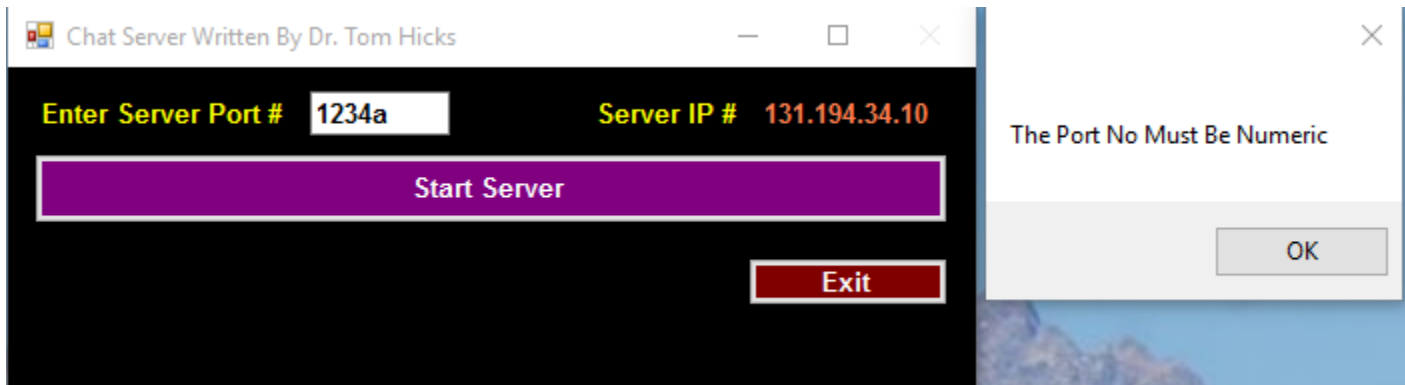 Chat Server Written By Dr. Tom Hicks
Enter Server Port # 1234a Server IP # 131.194.34.10
Start Server
Exit
The Port No Must Be Numeric
OK